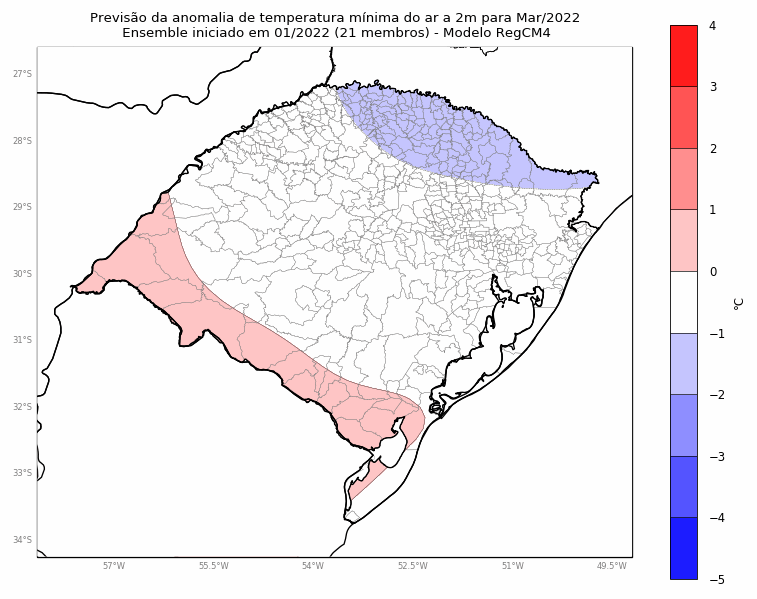 Previsão da anomalia de temperatura mínima do ar a 2m para Mar/2022
Ensemble iniciado em 01/2022 (21 membros) - Modelo RegCM4
27°S
28°S
29°S
30°S
31°S
32°S
33°S
34°S
57°W
55.5°W
54°W
52.5°W
51°W
49.5°W
4
3
2
1
0
−1
−2
−3
−4
−5
°C